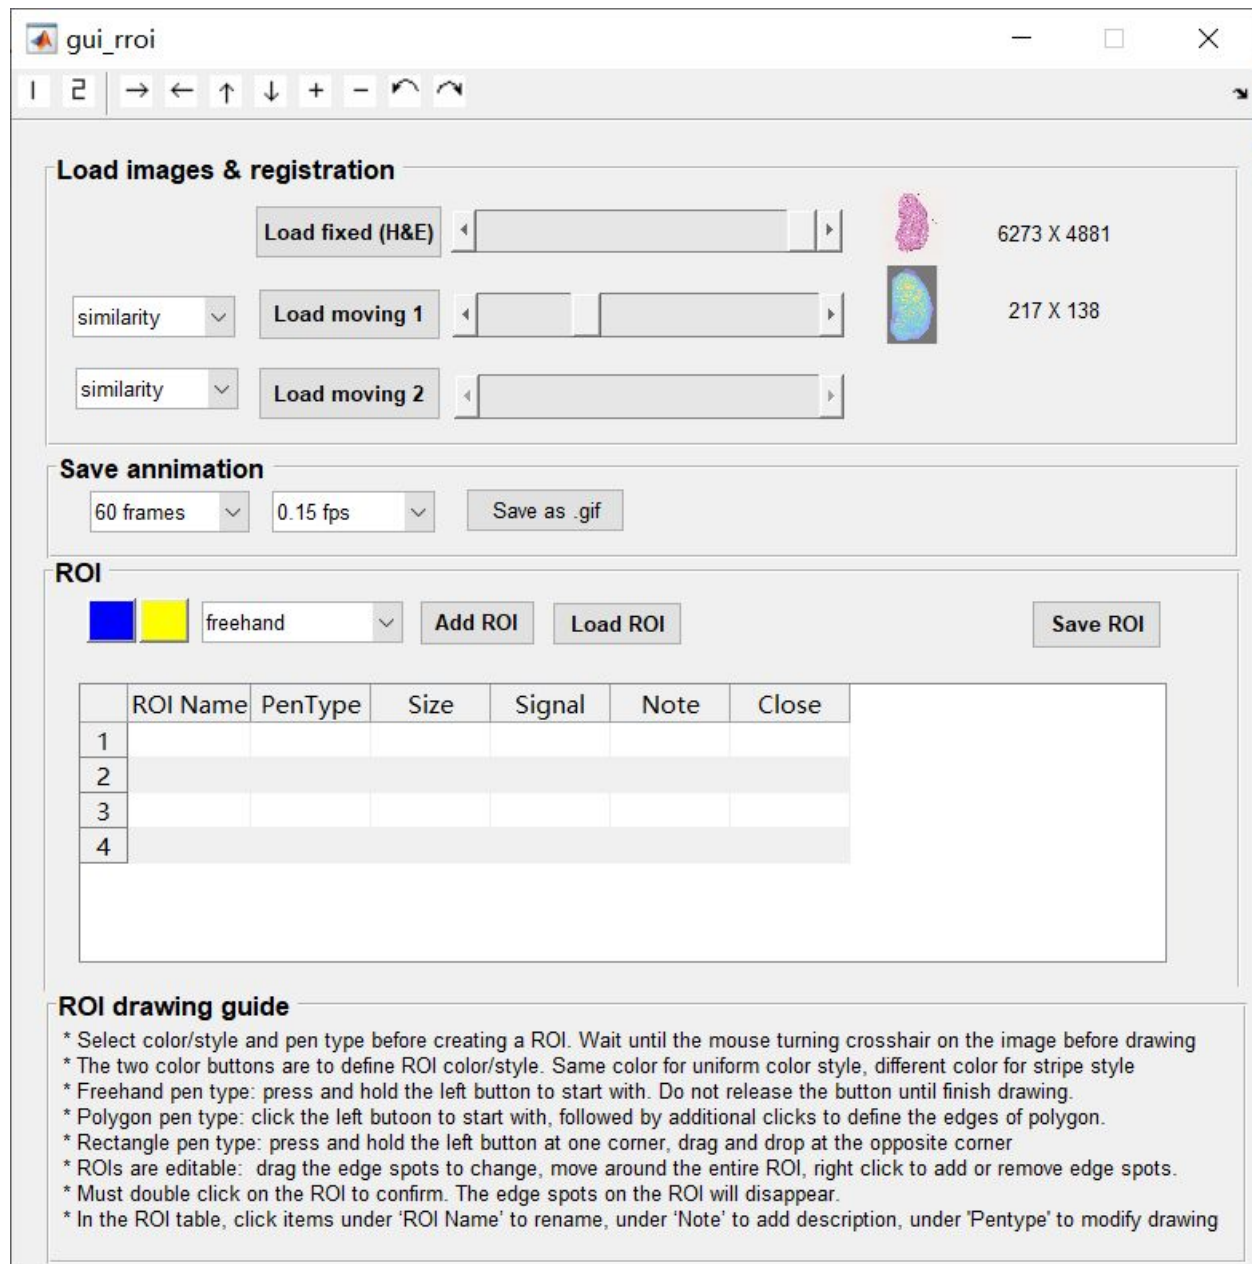 gui_rroi
1 2 → ← ↑ ↓ + −
Load images & registration
Load fixed (H&E) 6273 X 4881
similarity Load moving 1 217 X 138
similarity Load moving 2
Save annimation
60 frames 0.15 fps Save as .gif
ROI
freehand Add ROI Load ROI Save ROI
ROI Name PenType Size Signal Note Close
1
2
3
4
ROI drawing guide
* Select color/style and pen type before creating a ROI. Wait until the mouse turning crosshair on the image before drawing
* The two color buttons are to define ROI color/style. Same color for uniform color style, different color for stripe style
* Freehand pen type: press and hold the left button to start with. Do not release the button until finish drawing.
* Polygon pen type: click the left butoon to start with, followed by additional clicks to define the edges of polygon.
* Rectangle pen type: press and hold the left button at one corner, drag and drop at the opposite corner
* ROIs are editable:  drag the edge spots to change, move around the entire ROI, right click to add or remove edge spots.
* Must double click on the ROI to confirm. The edge spots on the ROI will disappear.
* In the ROI table, click items under ‘ROI Name’ to rename, under ‘Note’ to add description, under 'Pentype' to modify drawing